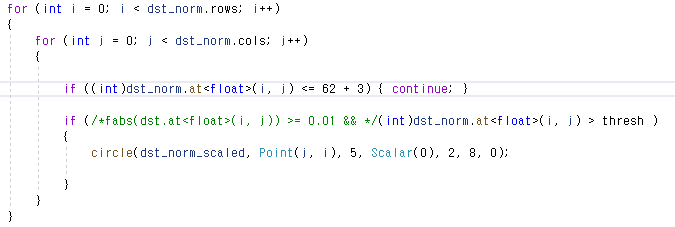 for (int i = 0; i < dst_norm.rows; i++)
{
for (int j = 0; j < dst_norm.cols; j++)
{
if ((int)dst_norm.at<float>(i, j) <= 62 + 3) { continue; }
if (/*fabs(dst.at<float>(i, j)) >= 0.01 && */(int)dst_norm.at<float>(i, j) > thresh )
{
circle(dst_norm_scaled, Point(j, i), 5, Scalar(0), 2, 8, 0);
}
}
}